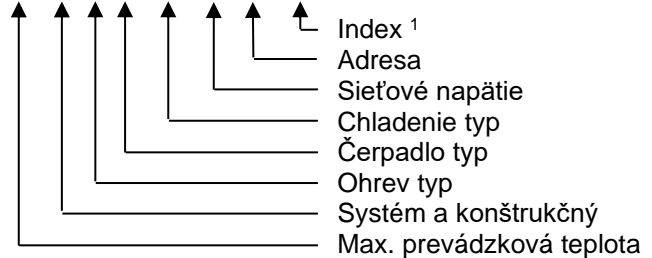 Index ¹
Adresa
Sieťové napätie
Chladenie typ
Čerpadlo typ
Ohrev typ
Systém a konštrukčný
Max. prevádzková teplota